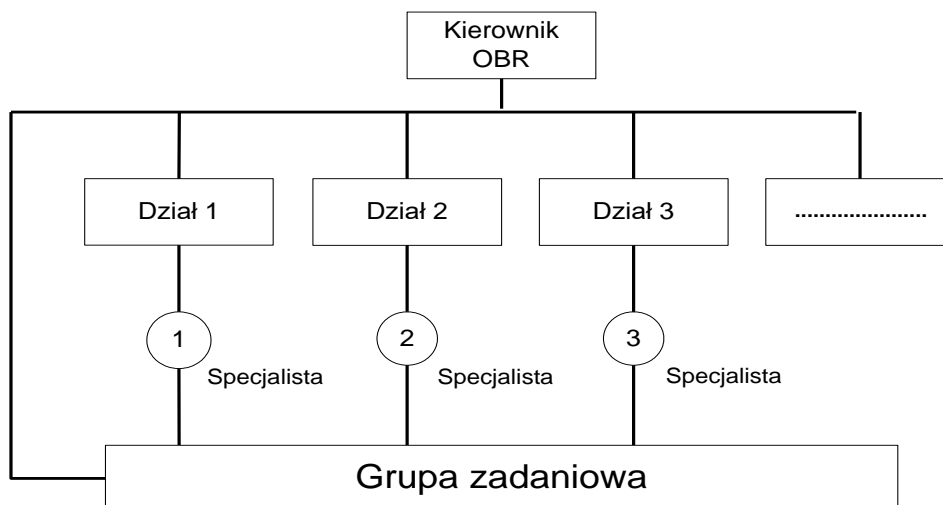 Kierownik
OBR
Dział 1
Dział 2
Dział 3
.......................
1
2
3
Specjalista
Specjalista
Specjalista
Grupa zadaniowa